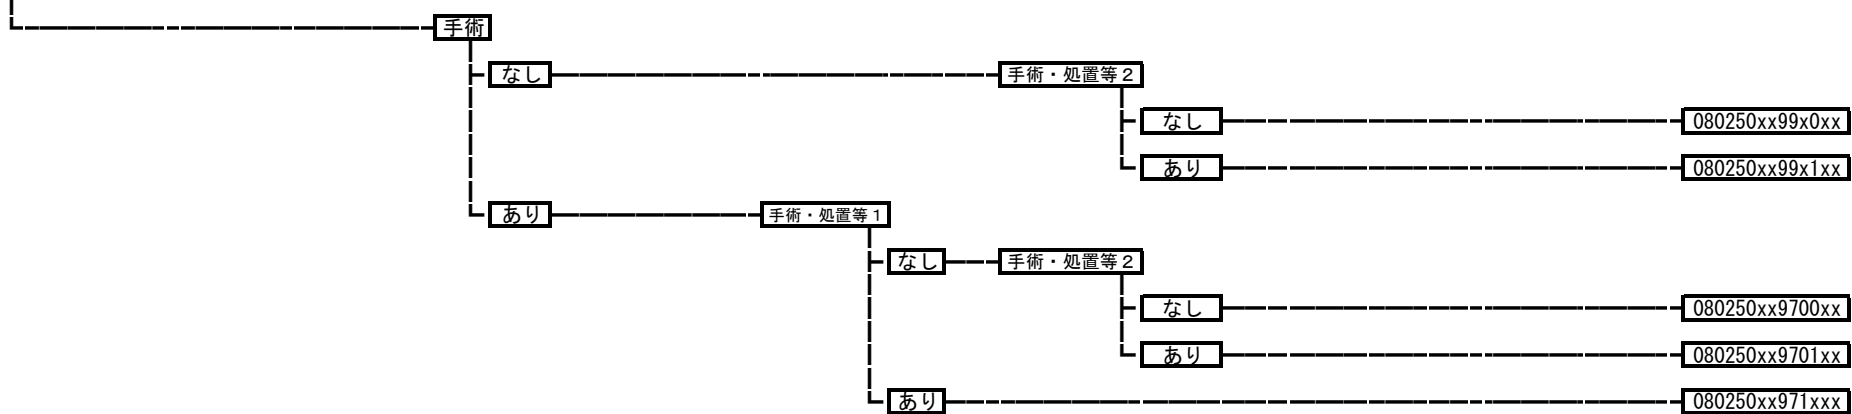 手術
なし 手術・処置等２
なし 080250xx99x0xx
あり 080250xx99x1xx
あり 手術・処置等１
なし 手術・処置等２
なし 080250xx9700xx
あり 080250xx9701xx
あり 080250xx971xxx